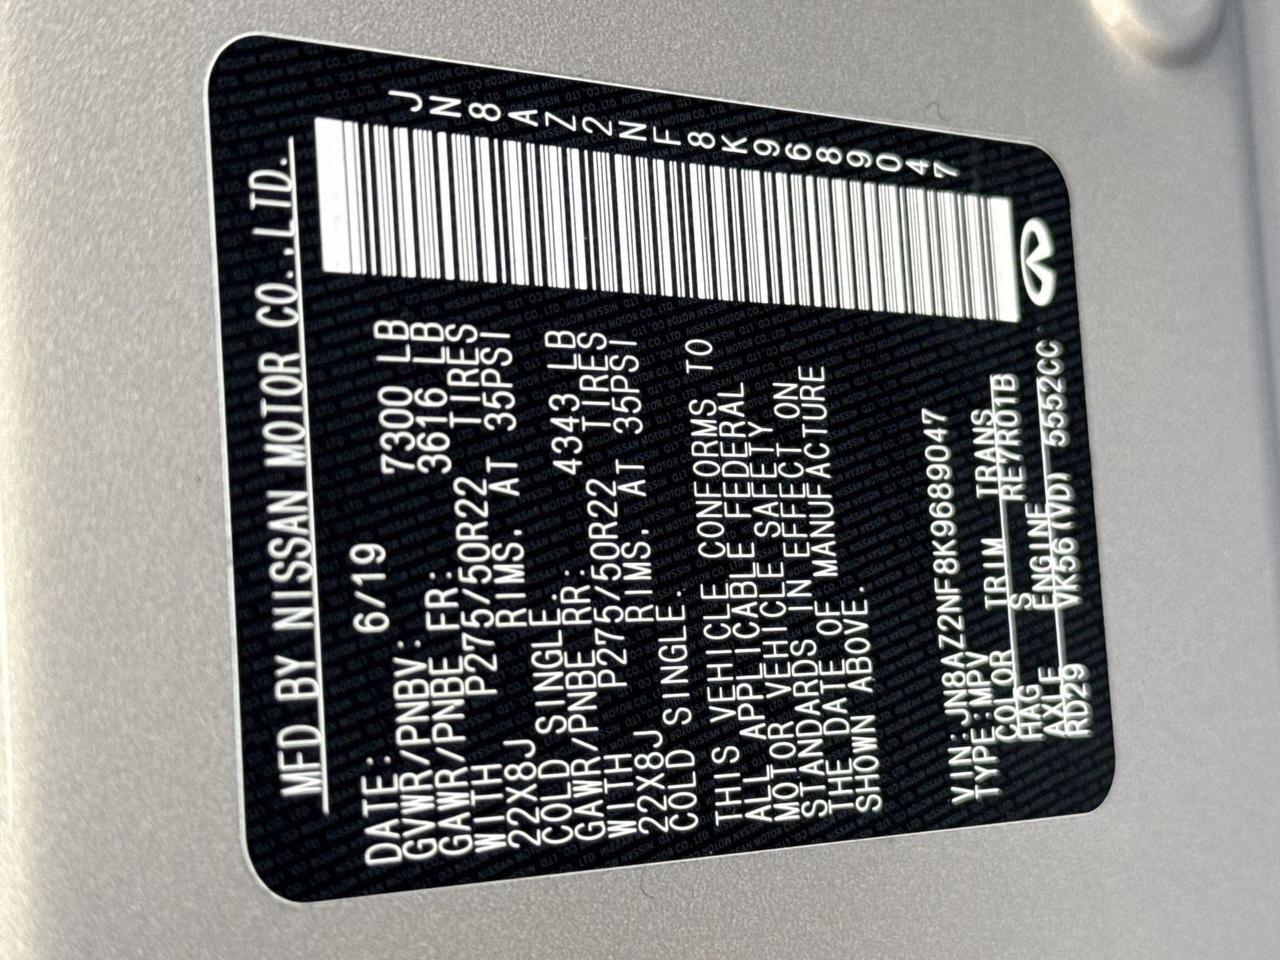 MFD BY NISSAN MOTOR CO.,LTD.
JN8AZ2NF8K9689047
DATE: 6/19
GVWR/PNBV: 7300 LB
GAWR/PNBE FR: 3616 LB
WITH P275/50R22 TIRES
22X8J RIMS. AT 35PSI
COLD SINGLE.
GAWR/PNBE RR: 4343 LB
WITH P275/50R22 TIRES
22X8J RIMS. AT 35PSI
COLD SINGLE.
THIS VEHICLE CONFORMS TO
ALL APPLICABLE FEDERAL
MOTOR VEHICLE SAFETY
STANDARDS IN EFFECT ON
THE DATE OF MANUFACTURE
SHOWN ABOVE.
VIN:JN8AZ2NF8K9689047
TYPE:MPV
COLOR TRIM TRANS
HAG S RE7R01B
AXLE ENGINE
RD29 VK56(VD) 5552CC